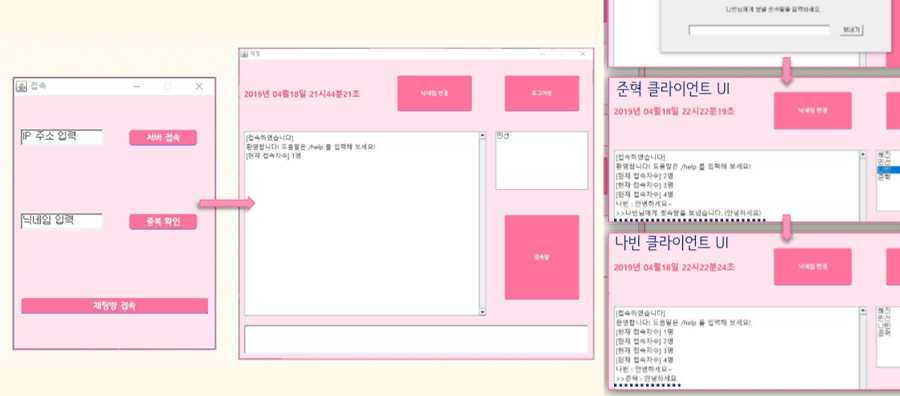 접속
IP 주소 입력
서버 접속
닉네임 입력
중복 확인
채팅방 접속
채팅
2019년 04월18일 21시44분21초
닉네임 변경
로그아웃
[접속하였습니다]
환영합니다! 도움말은 /help 를 입력해 보세요!
[현재 접속자수] 1명
민선
귓속말
나빈님에게 보낼 귓속말을 입력하세요.
보내기
준혁 클라이언트 UI
2019년 04월18일 22시22분19초
닉네임 변경
[접속하였습니다]
환영합니다! 도움말은 /help 를 입력해 보세요!
[현재 접속자수] 2명
[현재 접속자수] 3명
[현재 접속자수] 4명
나빈 : 안녕하세요~
>>나빈님에게 귓속말을 보냈습니다. (안녕하세요)
나빈 클라이언트 UI
2019년 04월18일 22시22분24초
닉네임 변경
[접속하였습니다]
환영합니다! 도움말은 /help 를 입력해 보세요!
[현재 접속자수] 1명
[현재 접속자수] 2명
[현재 접속자수] 3명
[현재 접속자수] 4명
나빈 : 안녕하세요~
>>준혁 : 안녕하세요